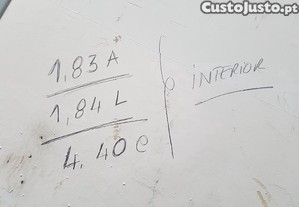 Custojusto.pt
1,83 A
1,84 L
4.40 C
INTERIOR